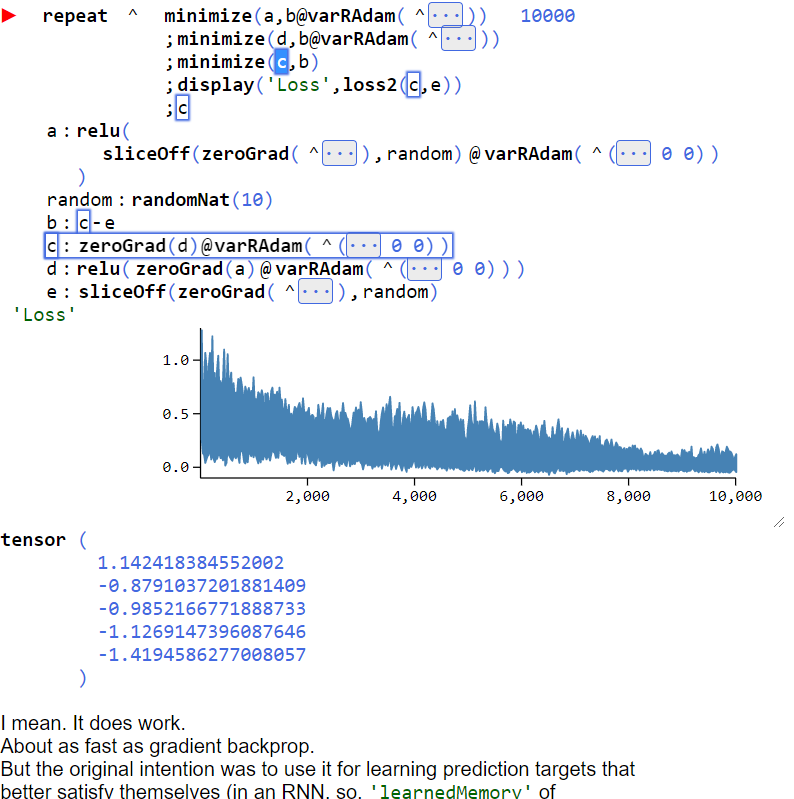 repeat ^ minimize(a,b@varRAdam( ^ ··· )) 10000
;minimize(d,b@varRAdam( ^ ··· ))
;minimize(c,b)
;display('Loss',loss2(c,e))
;c
a:relu(
sliceOff(zeroGrad( ^ ··· ),random)@varRAdam( ^ (··· 0 0))
)
random:randomNat(10)
b:c-e
c:zeroGrad(d)@varRAdam( ^ (··· 0 0))
d:relu(zeroGrad(a)@varRAdam( ^ (··· 0 0)))
e:sliceOff(zeroGrad( ^ ··· ),random)
'Loss'
1.0
0.5
0.0
2,000 4,000 6,000 8,000 10,000
tensor (
1.142418384552002
-0.8791037201881409
-0.9852166771888733
-1.1269147396087646
-1.4194586277008057
)
I mean. It does work.
About as fast as gradient backprop.
But the original intention was to use it for learning prediction targets that
better satisfy themselves (in an RNN, so, 'learnedMemory' of